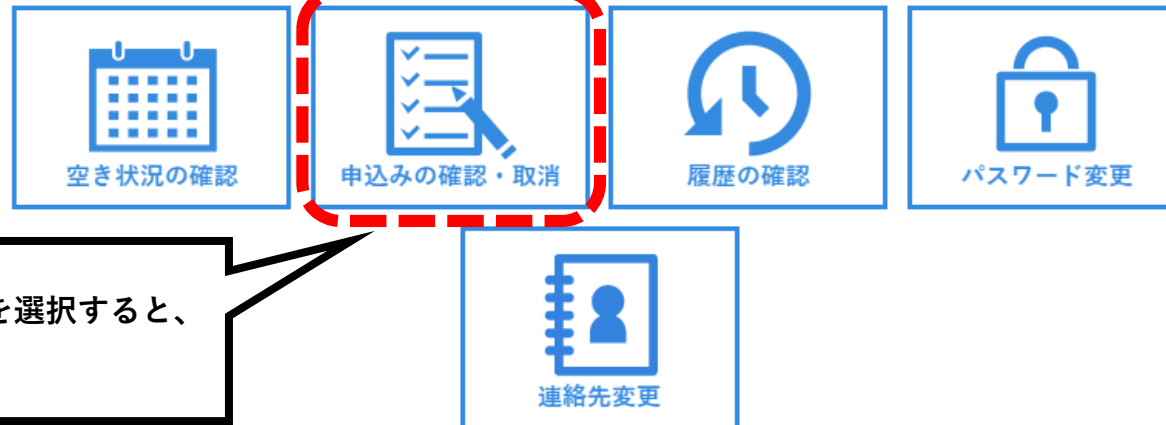 空き状況の確認
申込みの確認・取消
履歴の確認
パスワード変更
を選択すると、
連絡先変更